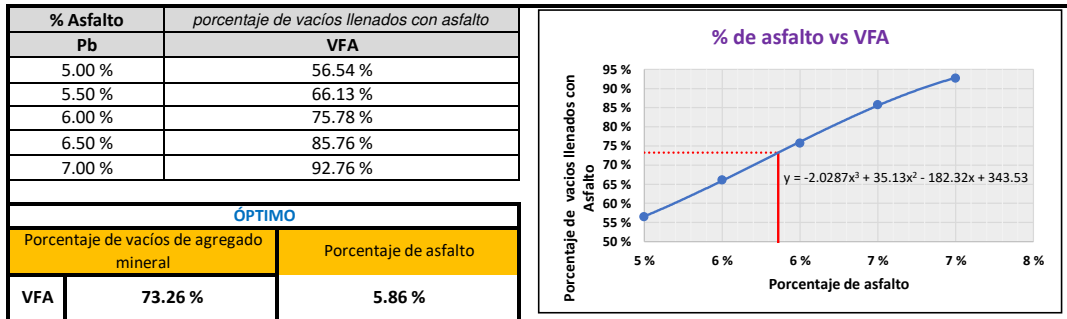 % Asfalto porcentaje de vacíos llenados con asfalto
Pb VFA
5.00 % 56.54 %
5.50 % 66.13 %
6.00 % 75.78 %
6.50 % 85.76 %
7.00 % 92.76 %
ÓPTIMO
Porcentaje de vacíos de agregado
mineral
Porcentaje de asfalto
VFA 73.26 % 5.86 %
% de asfalto vs VFA
Porcentaje de vacios llenados con
Asfalto
95 %
90 %
85 %
80 %
75 %
70 %
65 %
60 %
55 %
50 %
y = -2.0287x³ + 35.13x² - 182.32x + 343.53
5 % 6 % 6 % 7 % 7 % 8 %
Porcentaje de asfalto